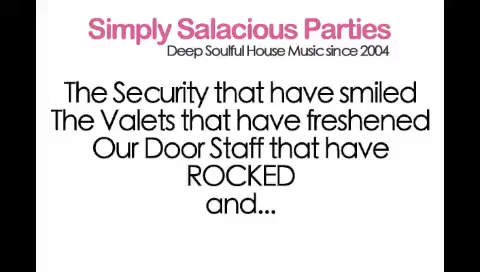 Simply Salacious Parties
Deep Soulful House Music since 2004
The Security that have smiled
The Valets that have freshened
Our Door Staff that have
ROCKED
and...